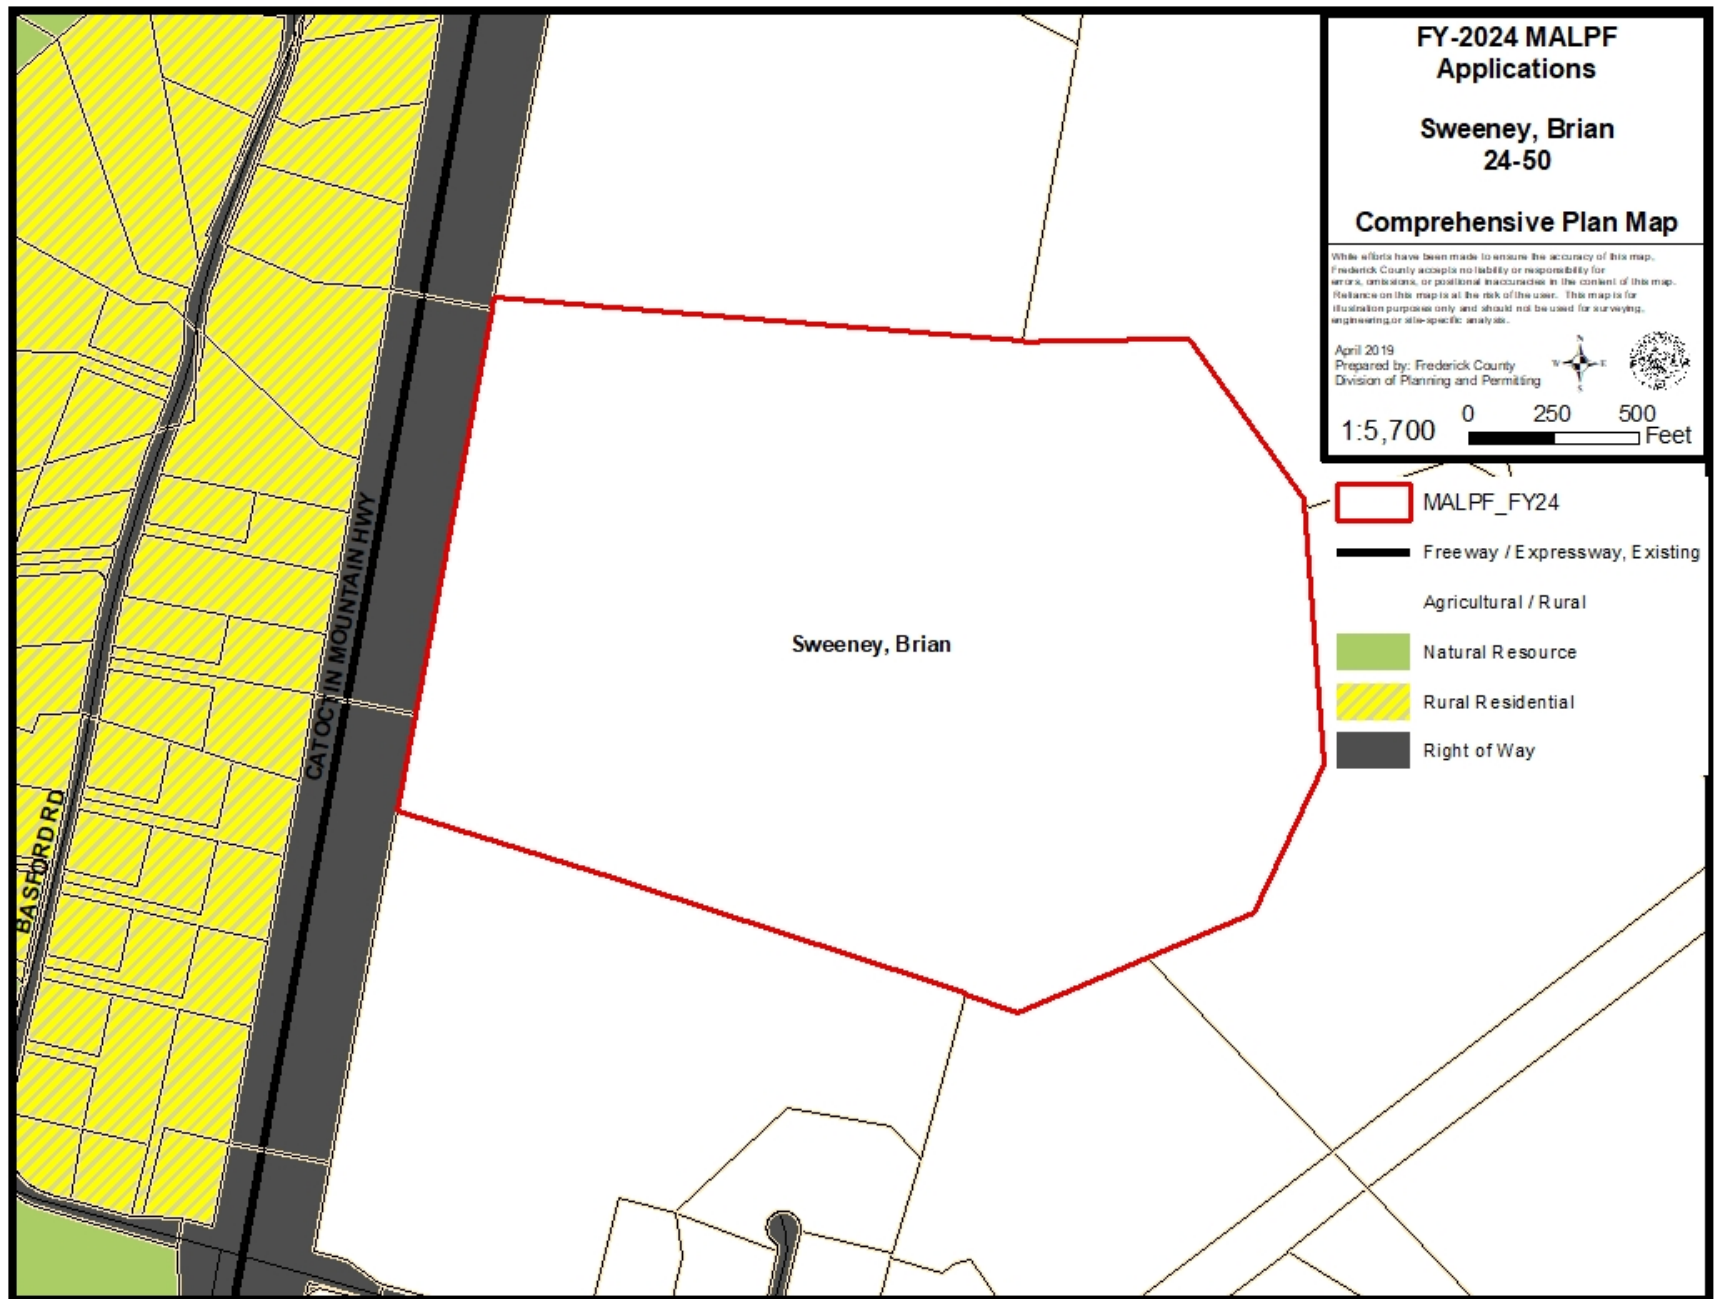 FY-2024 MALPF
Applications
Sweeney, Brian
24-50
Comprehensive Plan Map
While efforts have been made to ensure the accuracy of this map,
Frederick County accepts no liability or responsibility for
errors, omissions, or positional inaccuracies in the content of this map.
Reliance on this map is at the risk of the user. This map is for
illustration purposes only and should not be used for surveying,
engineering, or site-specific analysis.
April 2019
Prepared by: Frederick County
Division of Planning and Permitting
N
W E
S
1:5,700
0 250 500
Feet
MALPF_FY24
Freeway / Expressway, Existing
Agricultural / Rural
Natural Resource
Rural Residential
Right of Way
Sweeney, Brian
CATOCTIN MOUNTAIN HWY
BASFORD RD